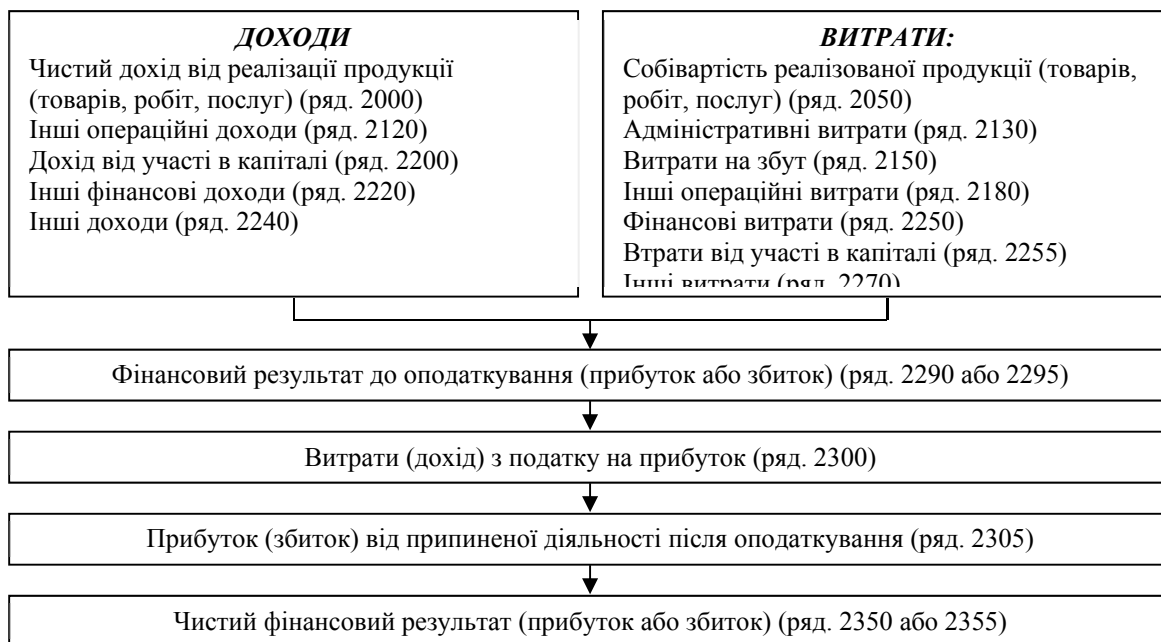 ДОХОДИ
Чистий дохід від реалізації продукції
(товарів, робіт, послуг) (ряд. 2000)
Інші операційні доходи (ряд. 2120)
Дохід від участі в капіталі (ряд. 2200)
Інші фінансові доходи (ряд. 2220)
Інші доходи (ряд. 2240)
ВИТРАТИ:
Собівартість реалізованої продукції (товарів,
робіт, послуг) (ряд. 2050)
Адміністративні витрати (ряд. 2130)
Витрати на збут (ряд. 2150)
Інші операційні витрати (ряд. 2180)
Фінансові витрати (ряд. 2250)
Втрати від участі в капіталі (ряд. 2255)
Інші витрати (ряд. 2270)
Фінансовий результат до оподаткування (прибуток або збиток) (ряд. 2290 або 2295)
Витрати (дохід) з податку на прибуток (ряд. 2300)
Прибуток (збиток) від припиненої діяльності після оподаткування (ряд. 2305)
Чистий фінансовий результат (прибуток або збиток) (ряд. 2350 або 2355)